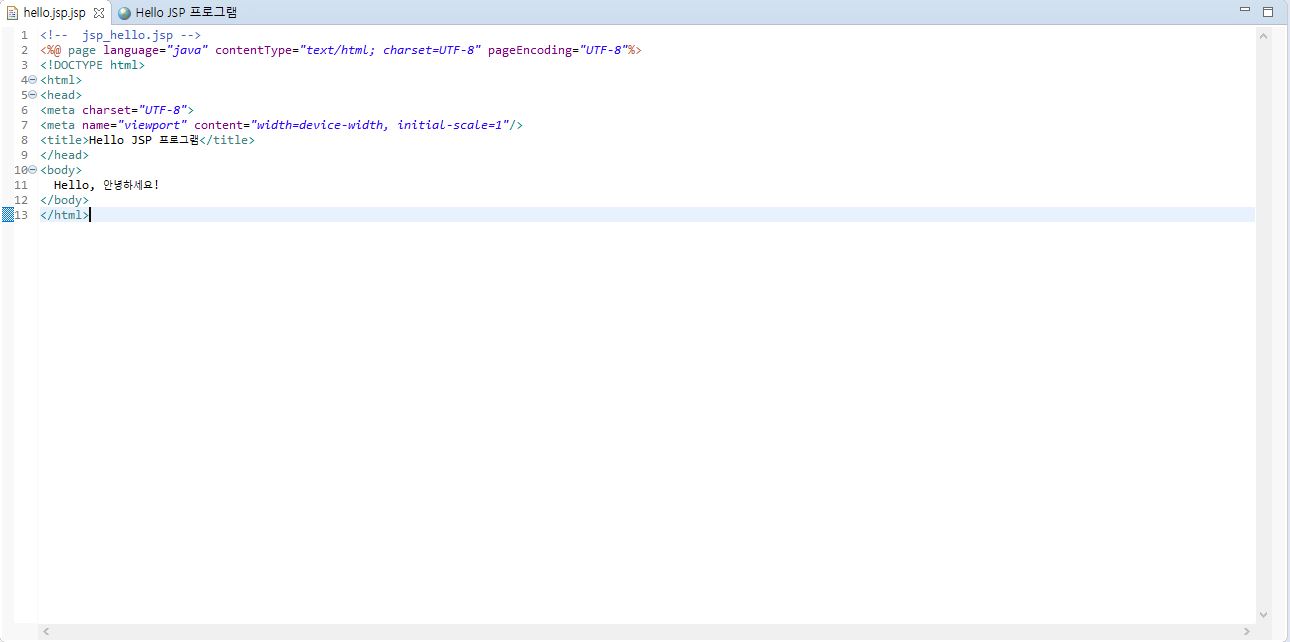 hello.jsp.jsp
Hello JSP 프로그램
1 <!--  jsp_hello.jsp -->
2 <%@ page language="java" contentType="text/html; charset=UTF-8" pageEncoding="UTF-8"%>
3 <!DOCTYPE html>
4 <html>
5 <head>
6 <meta charset="UTF-8">
7 <meta name="viewport" content="width=device-width, initial-scale=1"/>
8 <title>Hello JSP 프로그램</title>
9 </head>
10 <body>
11   Hello, 안녕하세요!
12 </body>
13 </html>